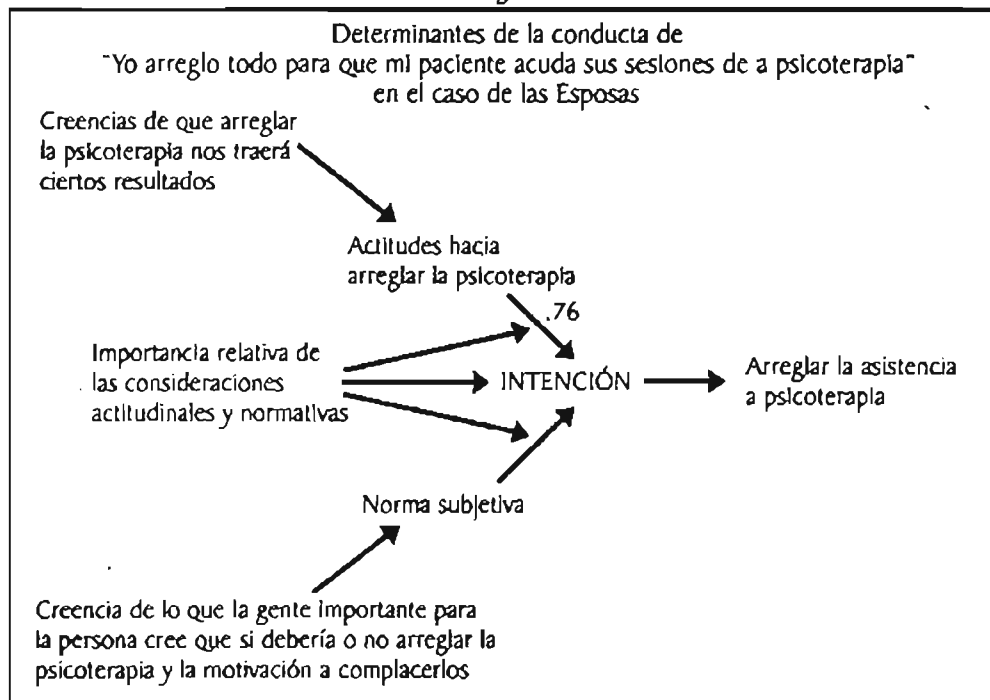 Determinantes de la conducta de
"Yo arreglo todo para que mi paciente acuda sus sesiones de a psicoterapia"
en el caso de las Esposas
Creencias de que arreglar
la psicoterapia nos traerá
ciertos resultados
Actitudes hacia
arreglar la psicoterapia
.76
Importancia relativa de
las consideraciones
actitudinales y normativas
INTENCIÓN
Arreglar la asistencia
a psicoterapia
Norma subjetiva
Creencia de lo que la gente importante para
la persona cree que si debería o no arreglar la
psicoterapia y la motivación a complacerlos